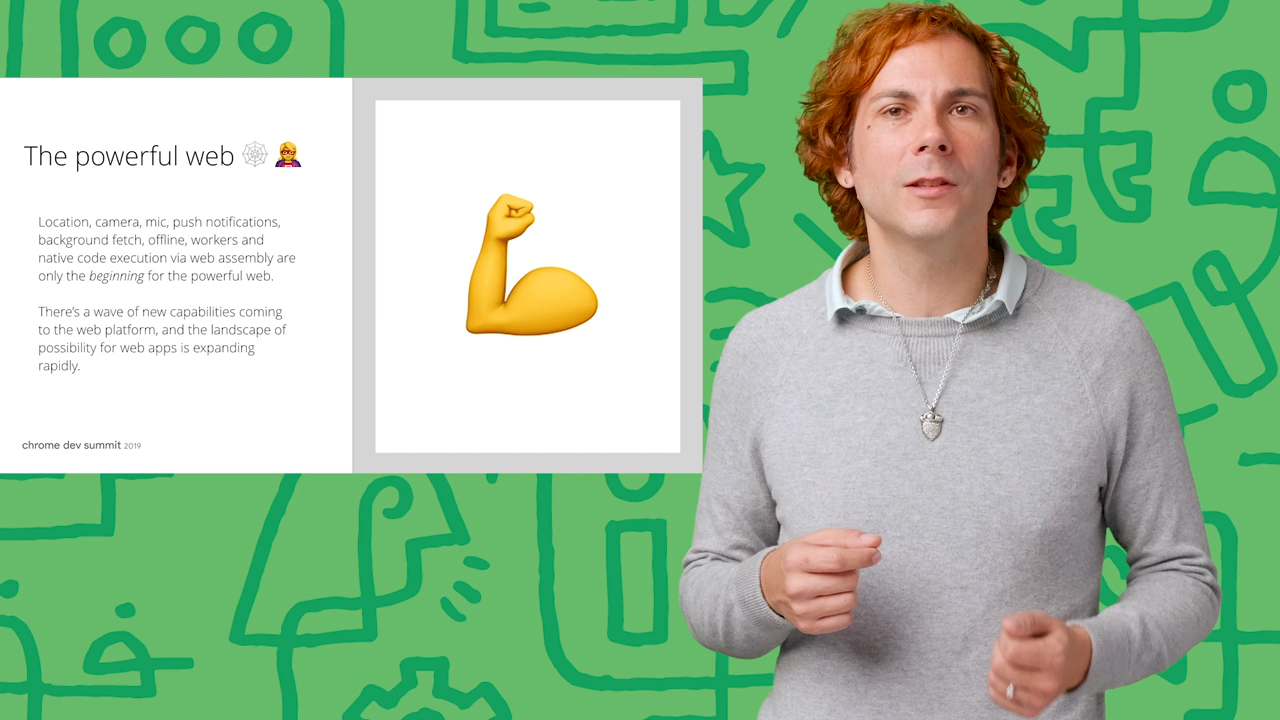 The powerful web 🕸 🦸
Location, camera, mic, push notifications,
background fetch, offline, workers and
native code execution via web assembly are
only the beginning for the powerful web.
There's a wave of new capabilities coming
to the web platform, and the landscape of
possibility for web apps is expanding
rapidly.
chrome dev summit 2019